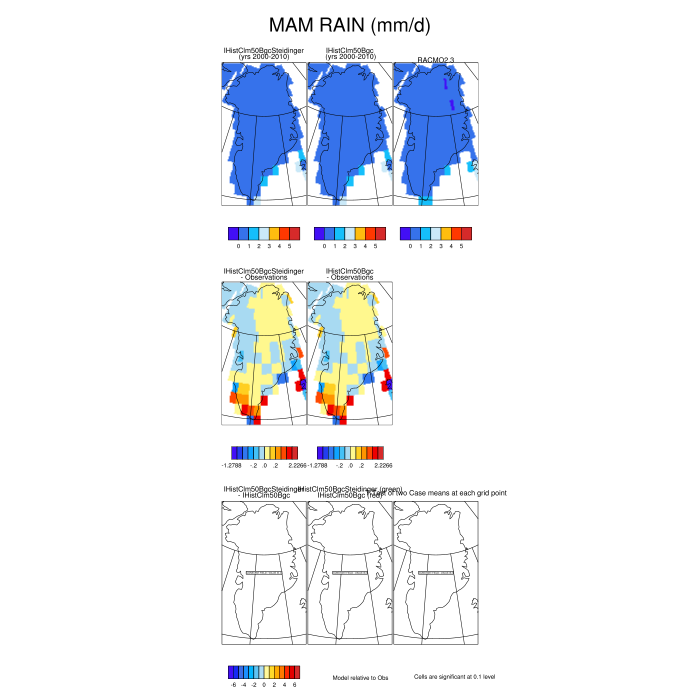 MAM RAIN (mm/d)
IHistClm50BgcSteidinger
(yrs 2000-2010)
IHistClm50Bgc
(yrs 2000-2010)
RACMO2.3
0 1 2 3 4 5
0 1 2 3 4 5
0 1 2 3 4 5
IHistClm50BgcSteidinger
- Observations
IHistClm50Bgc
- Observations
-1.2788 -.2 .0 .2 2.2266
-1.2788 -.2 .0 .2 2.2266
IHistClm50BgcSteidinger
- IHistClm50Bgc
IHistClm50BgcSteidinger (green)
IHistClm50Bgc (red)
of two Case means at each grid point
-6 -4 -2 0 2 4 6
Model relative to Obs
Cells are significant at 0.1 level